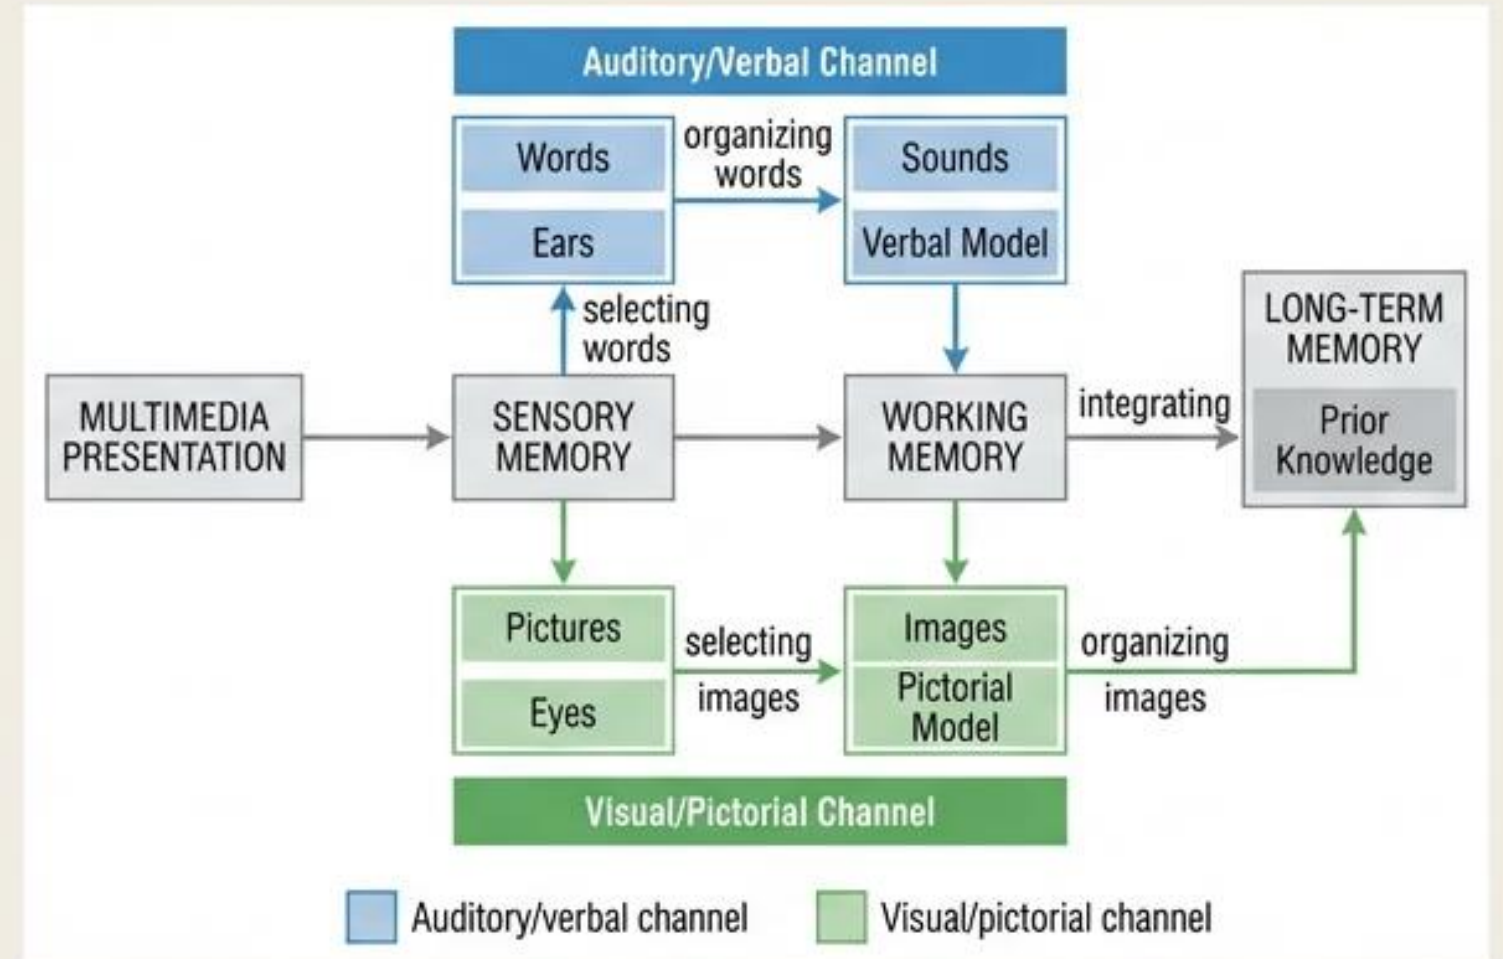 Auditory/Verbal Channel
Words
Ears
organizing
words
Sounds
Verbal Model
selecting
words
MULTIMEDIA
PRESENTATION
SENSORY
MEMORY
WORKING
MEMORY
integrating
LONG-TERM
MEMORY
Prior
Knowledge
Pictures
Eyes
selecting
images
Images
Pictorial
Model
organizing
images
Visual/Pictorial Channel
Auditory/verbal channel
Visual/pictorial channel